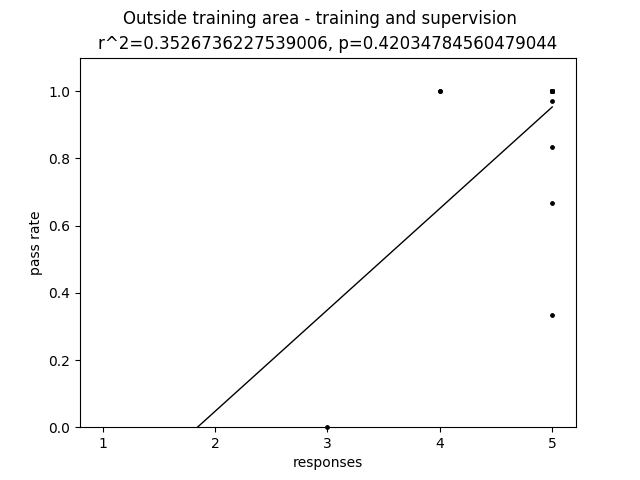 Outside training area - training and supervision
r^2=0.3526736227539006, p=0.42034784560479044
1.0
0.8
0.6
0.4
0.2
0.0
pass rate
1 2 3 4 5
responses